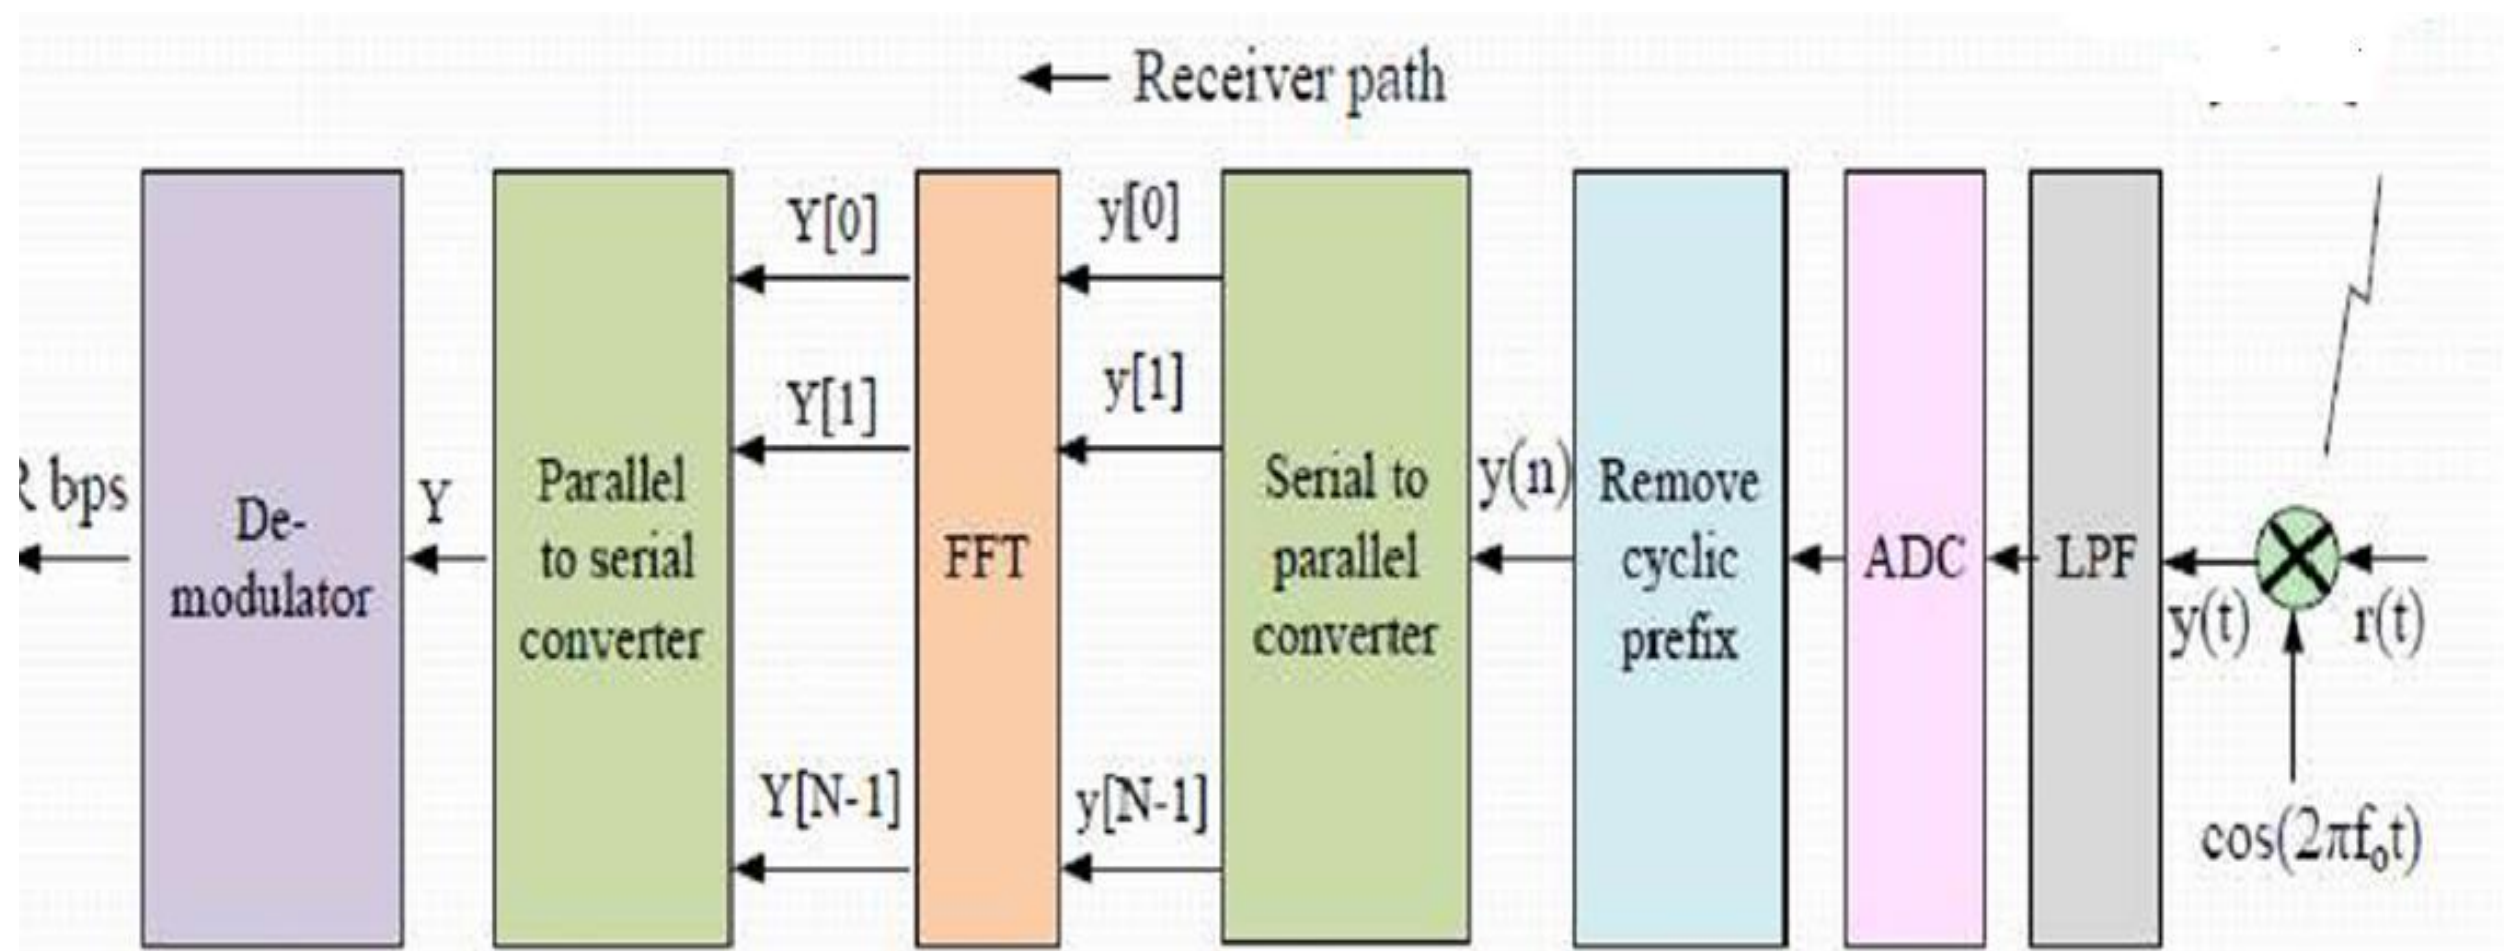 Receiver path
R bps
De-
modulator
Y
Parallel
to serial
converter
Y[0]
Y[1]
Y[N-1]
FFT
y[0]
y[1]
y[N-1]
Serial to
parallel
converter
y(n)
Remove
cyclic
prefix
ADC
LPF
y(t)
r(t)
cos(2πf₀t)